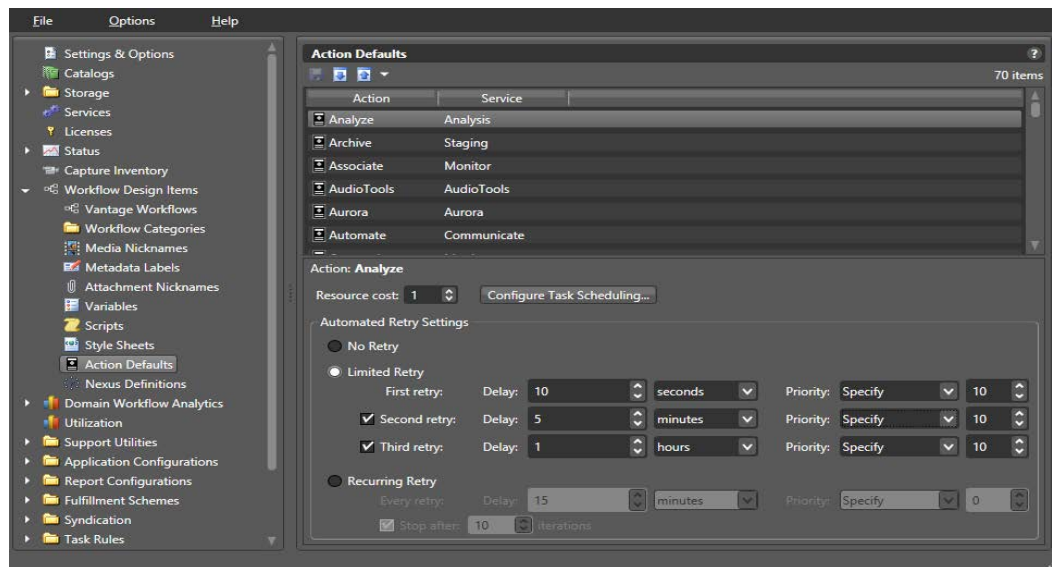 File Options Help
Settings & Options
Catalogs
Storage
Services
Licenses
Status
Capture Inventory
Workflow Design Items
Vantage Workflows
Workflow Categories
Media Nicknames
Metadata Labels
Attachment Nicknames
Variables
Scripts
Style Sheets
Action Defaults
Nexus Definitions
Domain Workflow Analytics
Utilization
Support Utilities
Application Configurations
Report Configurations
Fulfillment Schemes
Syndication
Task Rules
Action Defaults ?
70 items
Action Service
Analyze Analysis
Archive Staging
Associate Monitor
AudioTools AudioTools
Aurora Aurora
Automate Communicate
Action: Analyze
Resource cost: 1 Configure Task Scheduling...
Automated Retry Settings
No Retry
Limited Retry
First retry: Delay: 10 seconds Priority: Specify 10
Second retry: Delay: 5 minutes Priority: Specify 10
Third retry: Delay: 1 hours Priority: Specify 10
Recurring Retry
Every retry: Delay: 15 minutes Priority: Specify 0
Stop after: 10 iterations